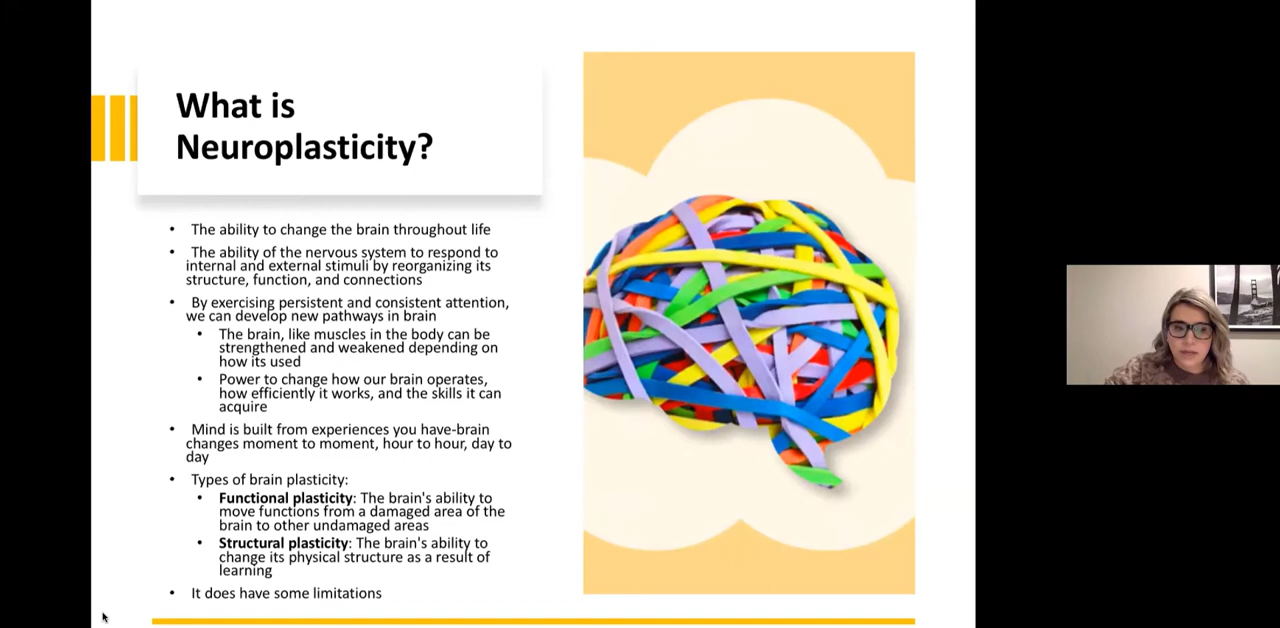 What is
Neuroplasticity?
• The ability to change the brain throughout life
• The ability of the nervous system to respond to
internal and external stimuli by reorganizing its
structure, function, and connections
• By exercising persistent and consistent attention,
we can develop new pathways in brain
• The brain, like muscles in the body can be
strengthened and weakened depending on
how its used
• Power to change how our brain operates,
how efficiently it works, and the skills it can
acquire
• Mind is built from experiences you have-brain
changes moment to moment, hour to hour, day to
day
• Types of brain plasticity:
• Functional plasticity: The brain's ability to
move functions from a damaged area of the
brain to other undamaged areas
• Structural plasticity: The brain's ability to
change its physical structure as a result of
learning
• It does have some limitations